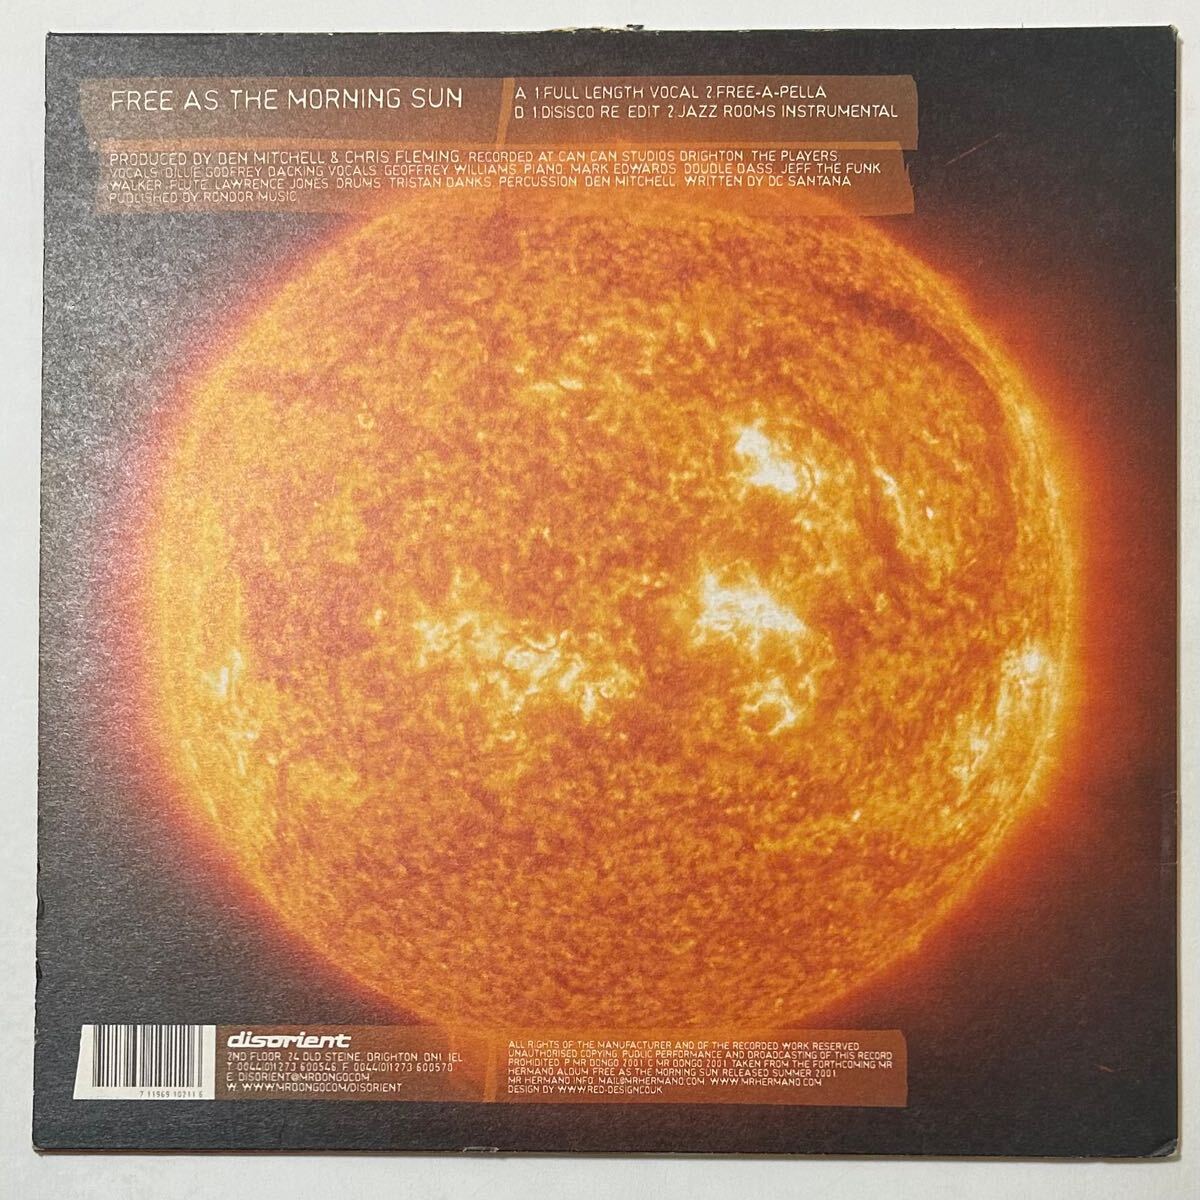 FREE AS THE MORNING SUN
A 1.FULL LENGTH VOCAL 2.FREE-A-PELLA
B 1.DISISCO RE EDIT 2.JAZZ ROOMS INSTRUMENTAL
PRODUCED BY BEN MITCHELL & CHRIS FLEMING, RECORDED AT CAN CAN STUDIOS BRIGHTON, THE PLAYERS,
VOCALS, BILLIE GODFREY, BACKING VOCALS, GEOFFREY WILLIAMS, PIANO, MARK EDWARDS, DOUBLE BASS, JEFF THE FUNK
WALKER, FLUTE, LAWRENCE JONES, DRUMS, TRISTAN BANKS, PERCUSSION, BEN MITCHELL, WRITTEN BY DC SANTANA
PUBLISHED BY RONDOR MUSIC
disorient
2ND FLOOR, 24 OLD STEINE, BRIGHTON, BN1 1EL
T 0044(0)1273 600546 F 0044(0)1273 600578
E. DISORIENT@MRBONGO.COM
W. WWW.MRBONGO.COM/DISORIENT
7 11969 10211 6
ALL RIGHTS OF THE MANUFACTURER AND OF THE RECORDED WORK RESERVED
UNAUTHORISED COPYING, PUBLIC PERFORMANCE AND BROADCASTING OF THIS RECORD
PROHIBITED. P MR BONGO 2001 C MR BONGO 2001. TAKEN FROM THE FORTHCOMING MR
HERMANO ALBUM FREE AS THE MORNING SUN RELEASED SUMMER 2001
MR HERMANO INFO. MAIL@MRHERMANO.COM, WWW.MRHERMANO.COM
DESIGN BY WWW.RED-DESIGN.CO.UK